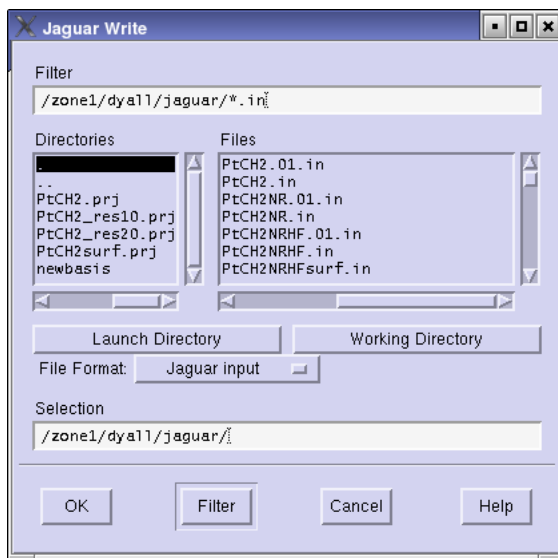 Jaguar Write
Filter
/zone1/dyall/jaguar/*.in
Directories
.
..
PtCH2.prj
PtCH2_res10.prj
PtCH2_res20.prj
PtCH2surf.prj
newbasis
Files
PtCH2.01.in
PtCH2.in
PtCH2NR.01.in
PtCH2NR.in
PtCH2NRHF.01.in
PtCH2NRHF.in
PtCH2NRHFsurf.in
Launch Directory
Working Directory
File Format:
Jaguar input
Selection
/zone1/dyall/jaguar/
OK
Filter
Cancel
Help